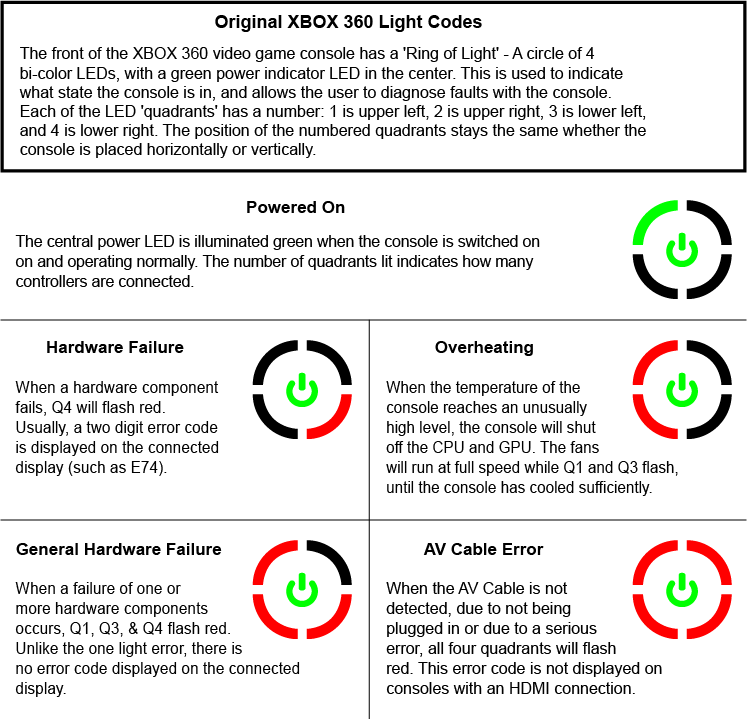 Original XBOX 360 Light Codes
The front of the XBOX 360 video game console has a 'Ring of Light' - A circle of 4
bi-color LEDs, with a green power indicator LED in the center. This is used to indicate
what state the console is in, and allows the user to diagnose faults with the console.
Each of the LED 'quadrants' has a number: 1 is upper left, 2 is upper right, 3 is lower left,
and 4 is lower right. The position of the numbered quadrants stays the same whether the
console is placed horizontally or vertically.
Powered On
The central power LED is illuminated green when the console is switched on
on and operating normally. The number of quadrants lit indicates how many
controllers are connected.
Hardware Failure
When a hardware component
fails, Q4 will flash red.
Usually, a two digit error code
is displayed on the connected
display (such as E74).
Overheating
When the temperature of the
console reaches an unusually
high level, the console will shut
off the CPU and GPU. The fans
will run at full speed while Q1 and Q3 flash,
until the console has cooled sufficiently.
General Hardware Failure
When a failure of one or
more hardware components
occurs, Q1, Q3, & Q4 flash red.
Unlike the one light error, there is
no error code displayed on the connected
display.
AV Cable Error
When the AV Cable is not
detected, due to not being
plugged in or due to a serious
error, all four quadrants will flash
red. This error code is not displayed on
consoles with an HDMI connection.